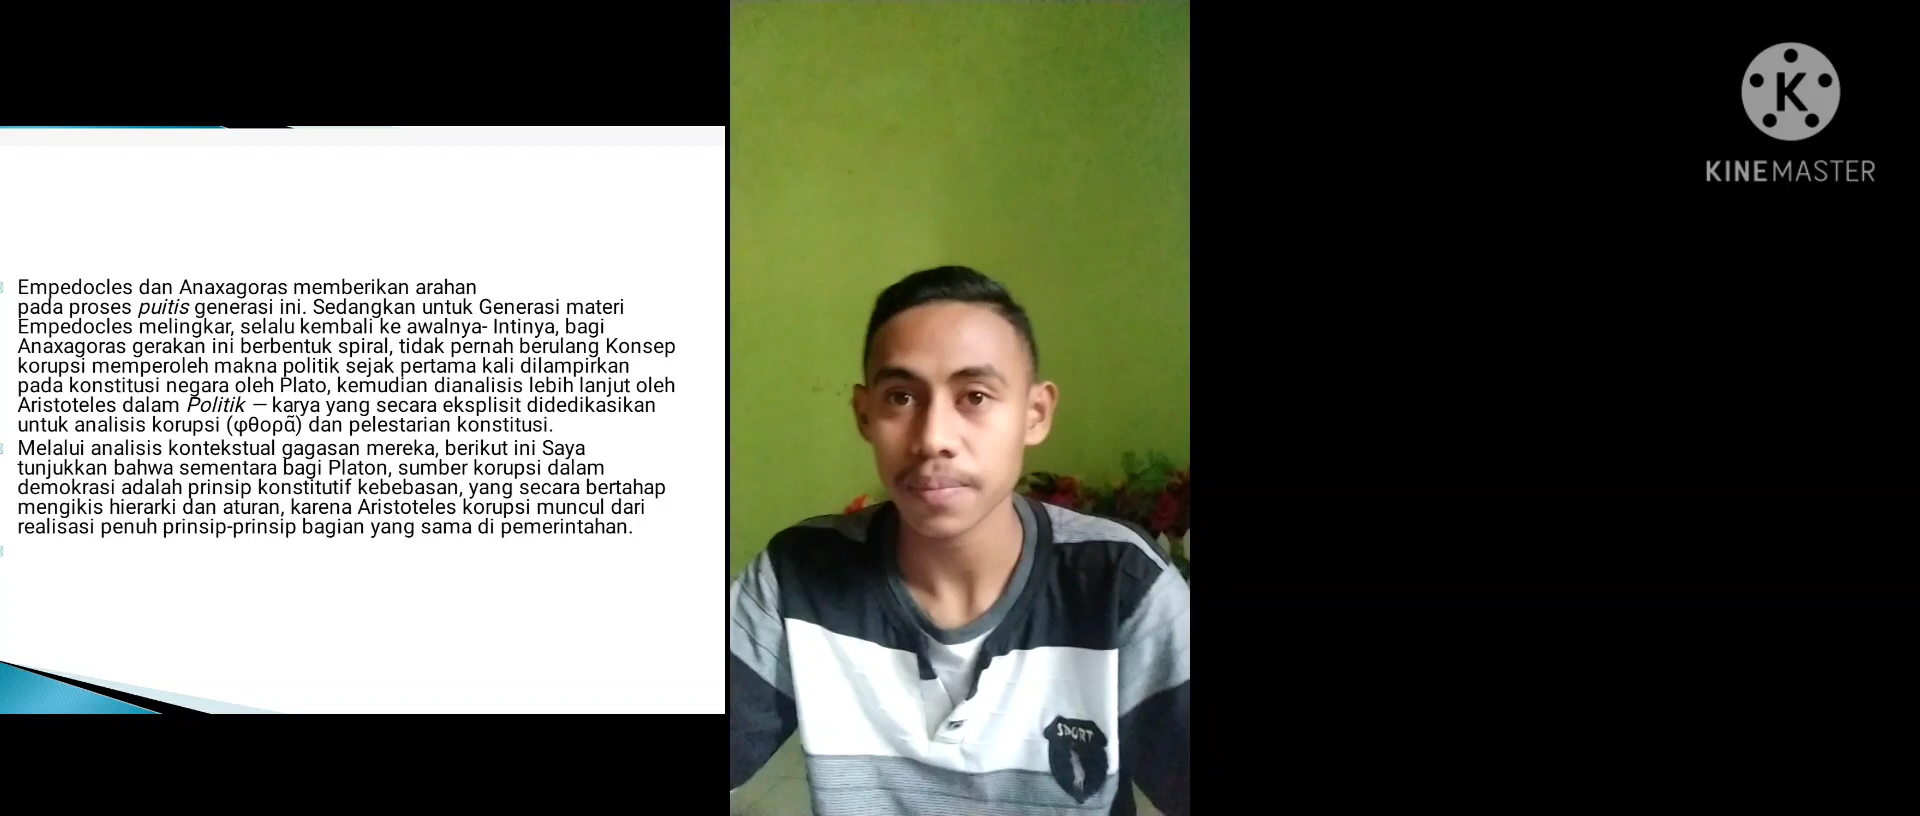 Empedocles dan Anaxagoras memberikan arahan
pada proses puitis generasi ini. Sedangkan untuk Generasi materi
Empedocles melingkar, selalu kembali ke awalnya- Intinya, bagi
Anaxagoras gerakan ini berbentuk spiral, tidak pernah berulang Konsep
korupsi memperoleh makna politik sejak pertama kali dilampirkan
pada konstitusi negara oleh Plato, kemudian dianalisis lebih lanjut oleh
Aristoteles dalam Politik — karya yang secara eksplisit didedikasikan
untuk analisis korupsi (φθορᾶ) dan pelestarian konstitusi.
Melalui analisis kontekstual gagasan mereka, berikut ini Saya
tunjukkan bahwa sementara bagi Platon, sumber korupsi dalam
demokrasi adalah prinsip konstitutif kebebasan, yang secara bertahap
mengikis hierarki dan aturan, karena Aristoteles korupsi muncul dari
realisasi penuh prinsip-prinsip bagian yang sama di pemerintahan.
SPORT
K
KINEMASTER